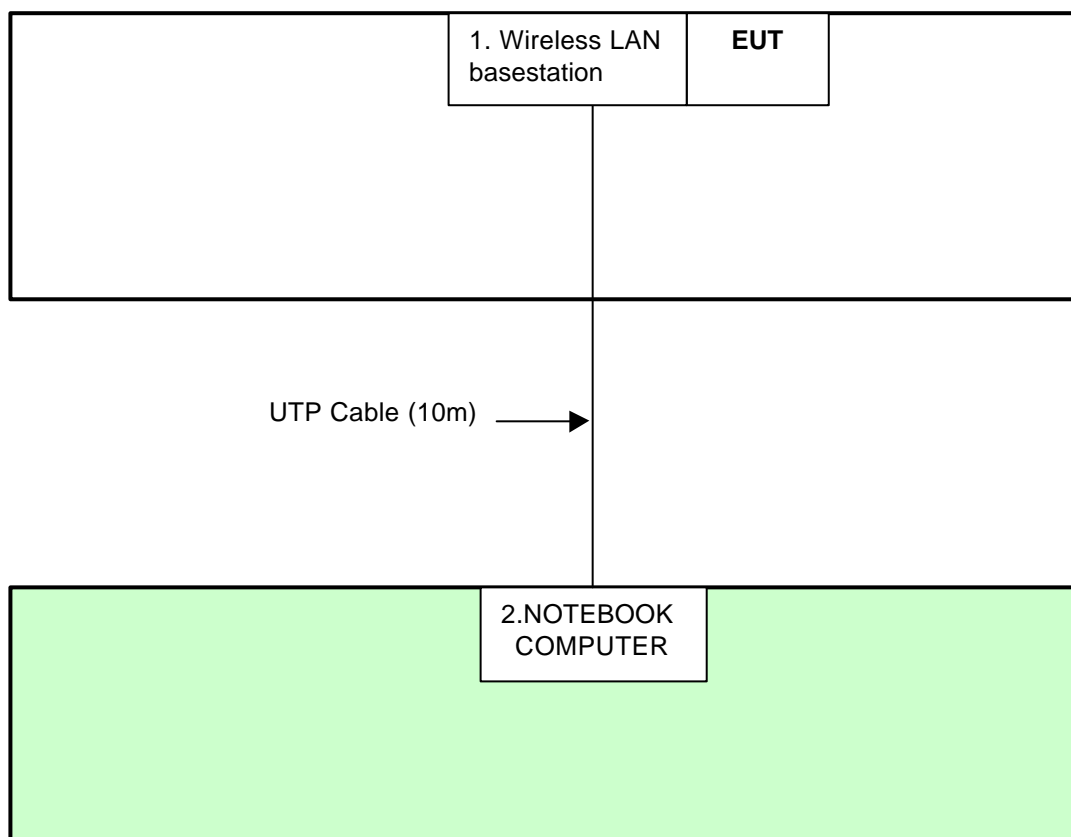 1. Wireless LAN
basestation
EUT
UTP Cable (10m)
2.NOTEBOOK
COMPUTER